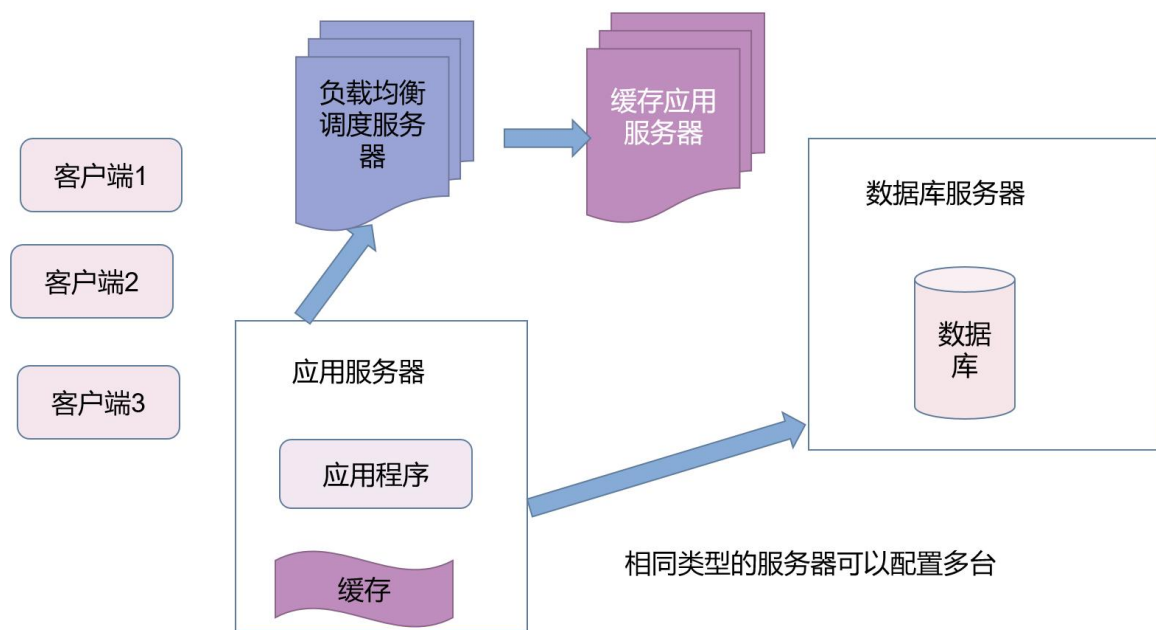 负载均衡
调度服务
器
缓存应用
服务器
客户端1
客户端2
客户端3
数据库服务器
数据
库
应用服务器
应用程序
缓存
相同类型的服务器可以配置多台